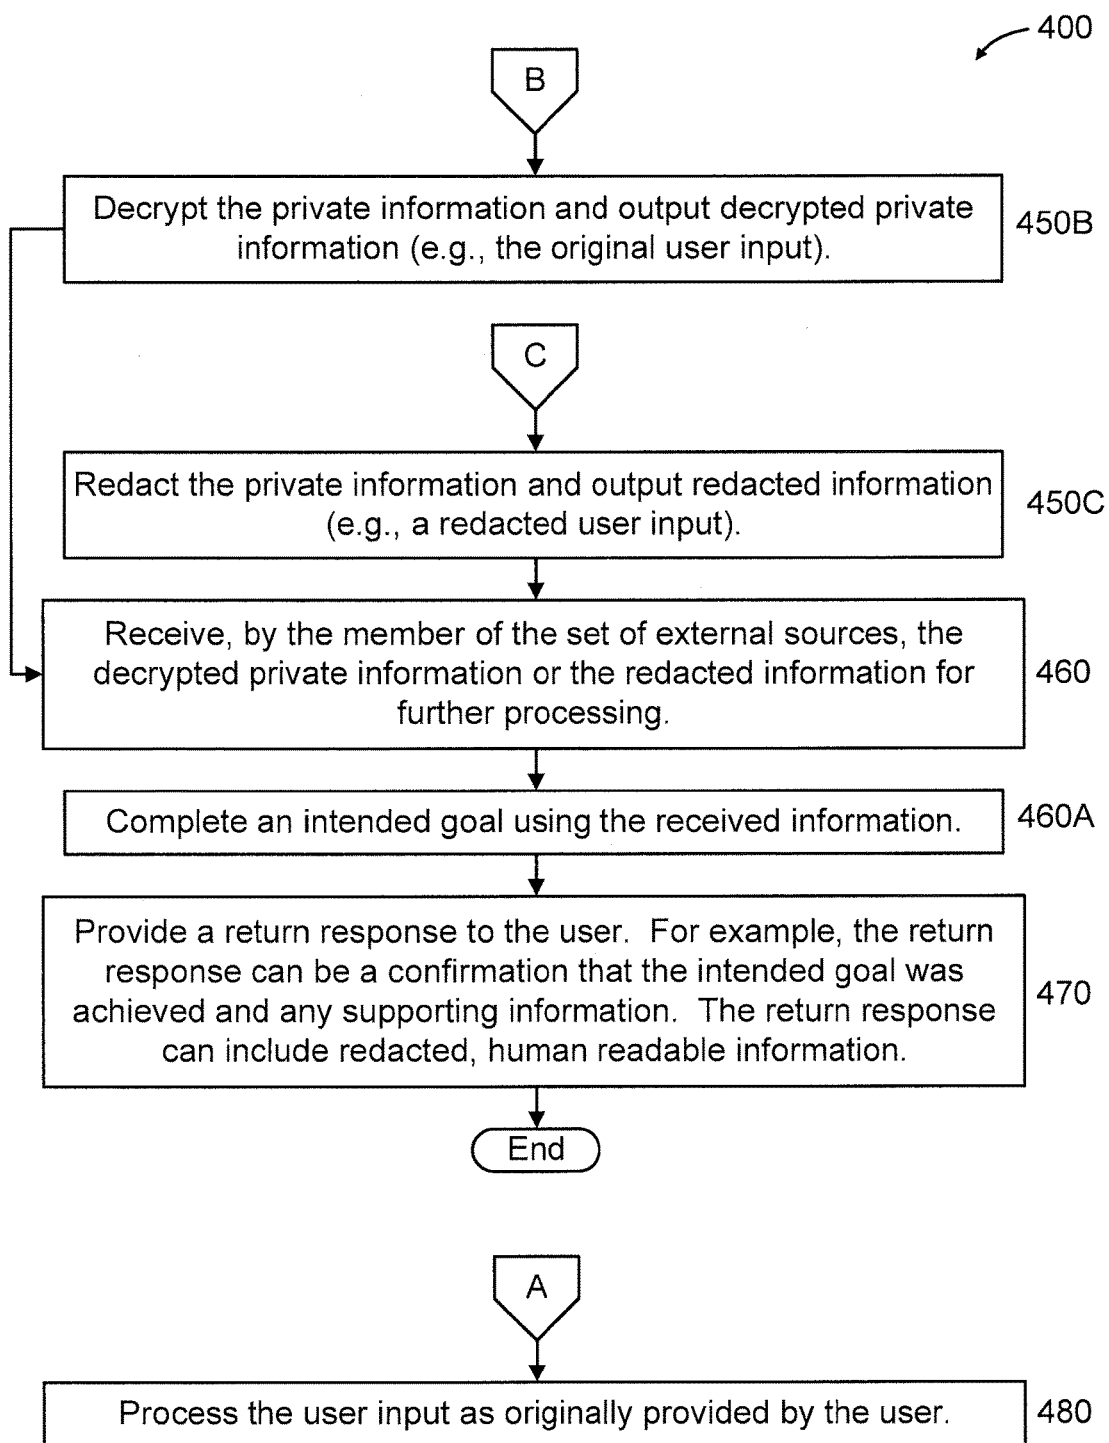 400
B
Decrypt the private information and output decrypted private
information (e.g., the original user input).
450B
C
Redact the private information and output redacted information
(e.g., a redacted user input).
450C
Receive, by the member of the set of external sources, the
decrypted private information or the redacted information for
further processing.
460
Complete an intended goal using the received information.
460A
Provide a return response to the user.  For example, the return
response can be a confirmation that the intended goal was
achieved and any supporting information.  The return response
can include redacted, human readable information.
470
End
A
Process the user input as originally provided by the user.
480